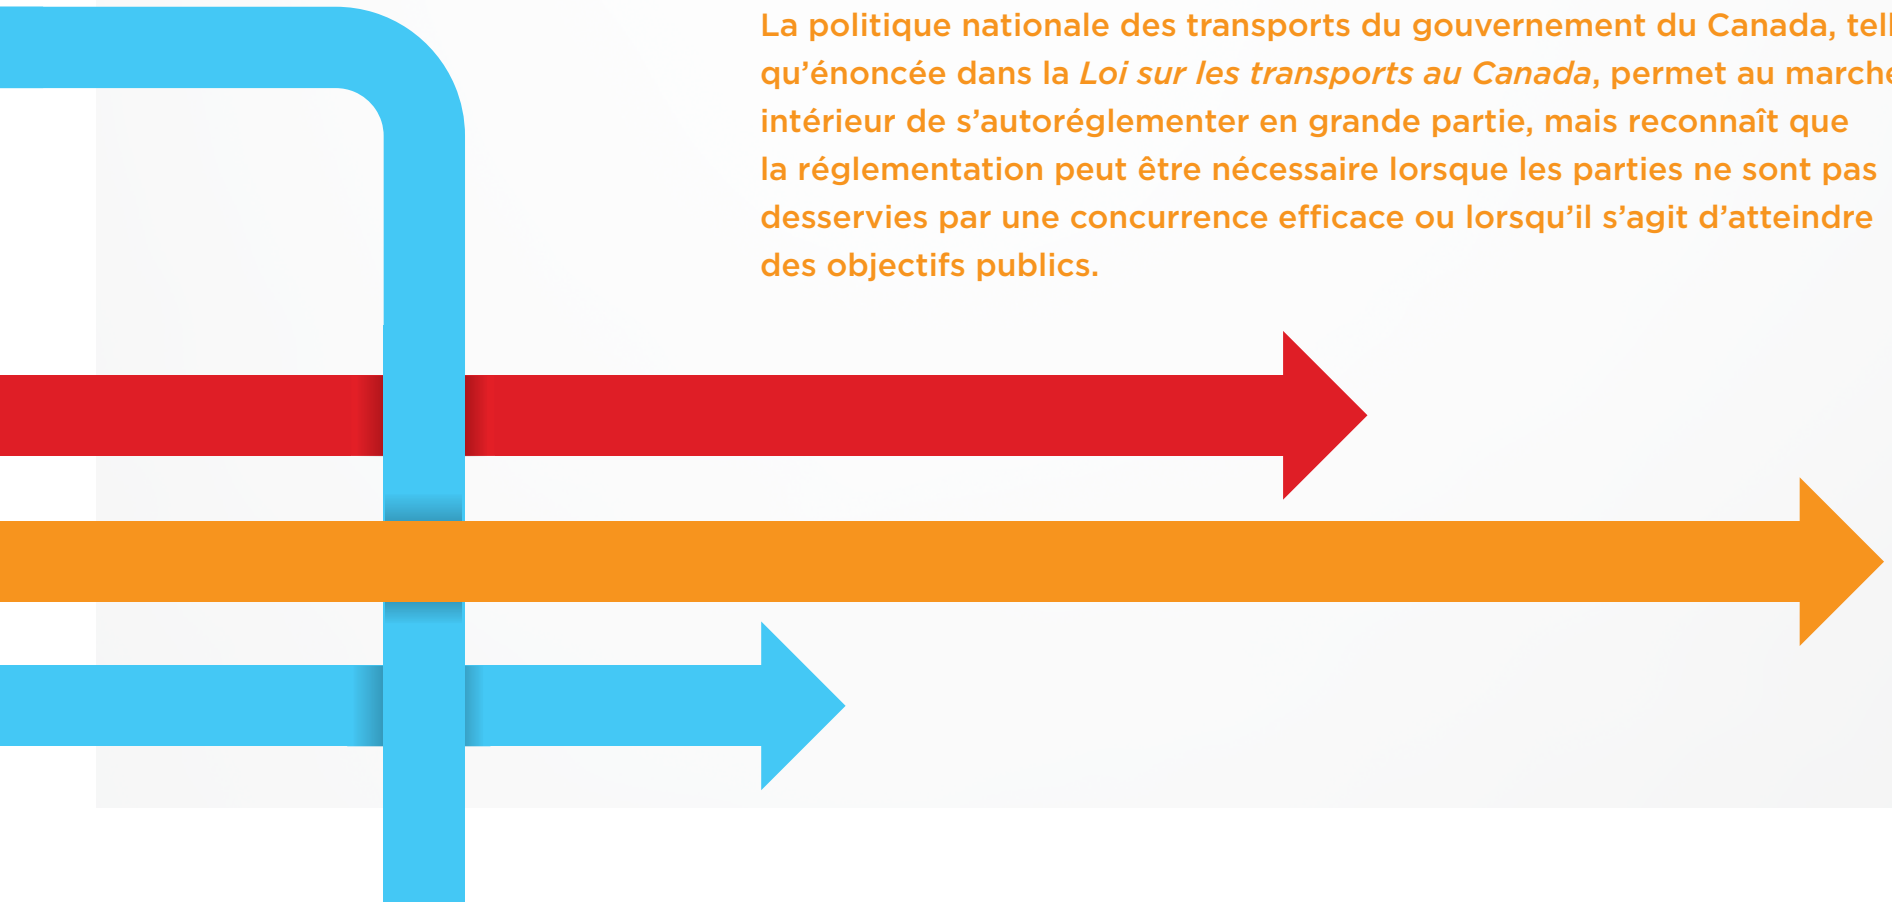 La politique nationale des transports du gouvernement du Canada, tell
qu’énoncée dans la Loi sur les transports au Canada, permet au marché
intérieur de s’autoréglementer en grande partie, mais reconnaît que
la réglementation peut être nécessaire lorsque les parties ne sont pas
desservies par une concurrence efficace ou lorsqu’il s’agit d’atteindre
des objectifs publics.